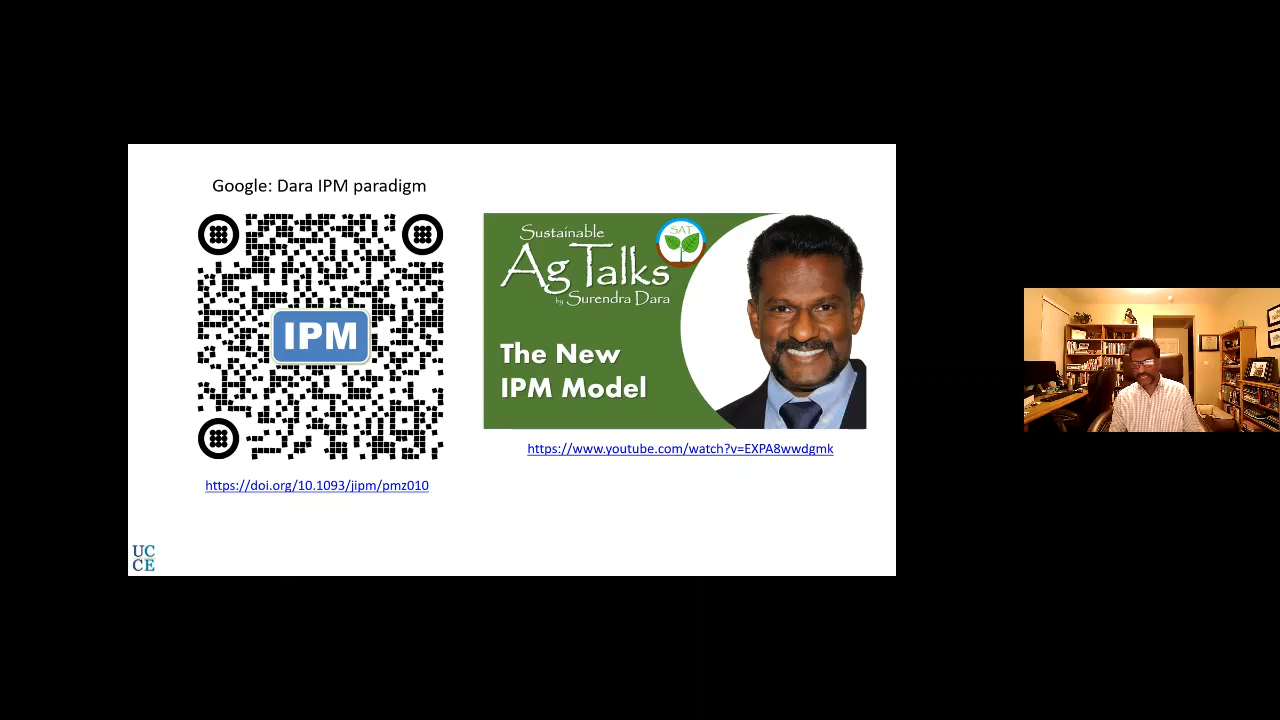 Google: Dara IPM paradigm
IPM
https://doi.org/10.1093/jipm/pmz010
Sustainable
SAT
Ag Talks
by Surendra Dara
The New
IPM Model
https://www.youtube.com/watch?v=EXPA8wwdgmk
UC
CE